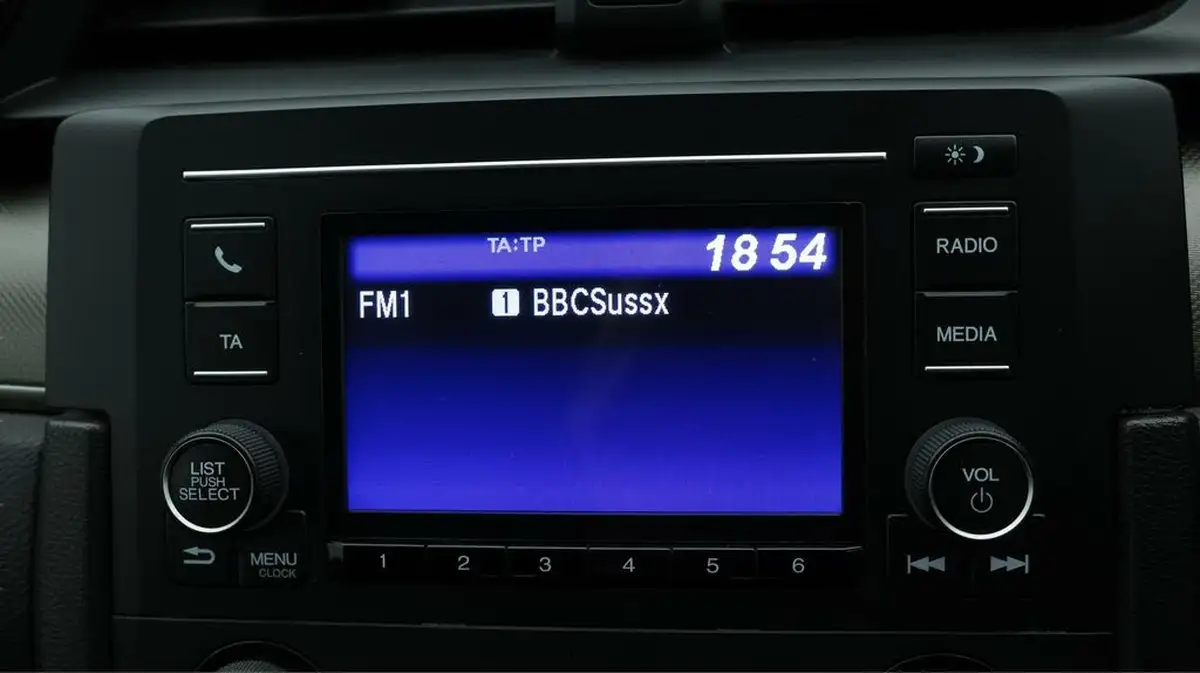 TA:TP
18 54
FM1 1 BBCSussx
RADIO
TA
MEDIA
LIST
PUSH
SELECT
VOL
MENU
CLOCK
1 2 3 4 5 6